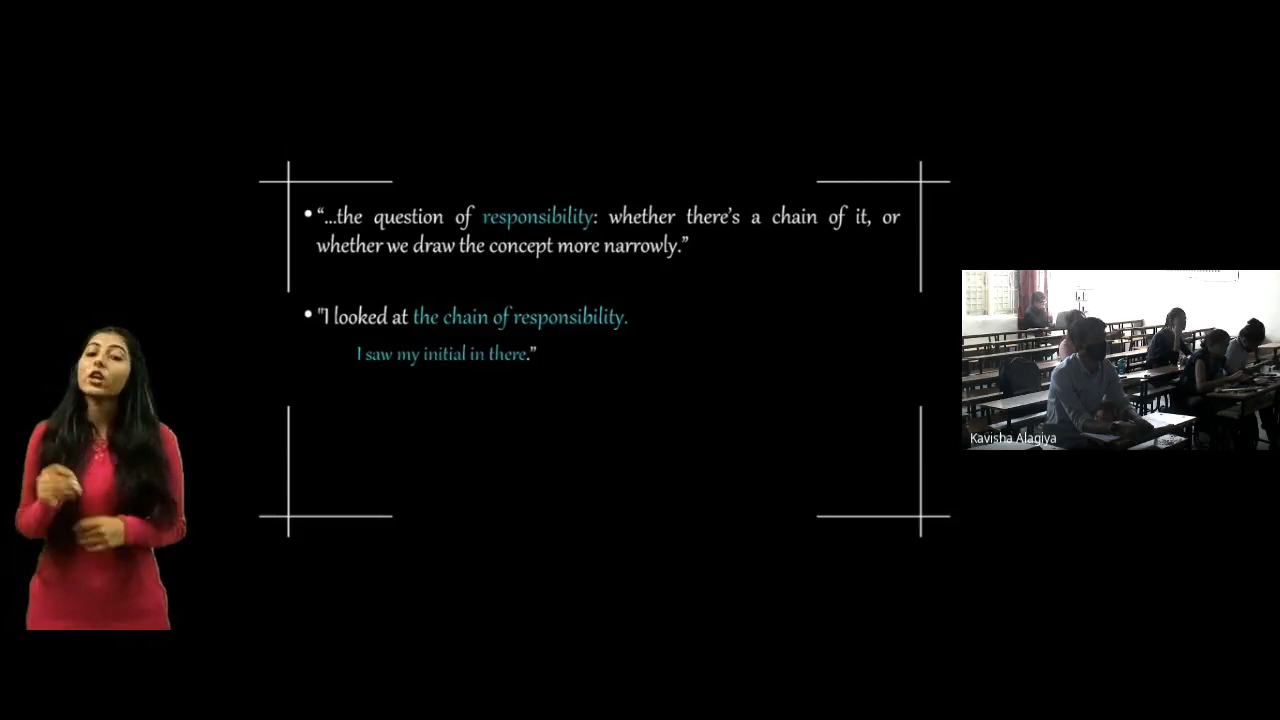 • “...the question of responsibility: whether there’s a chain of it, or
whether we draw the concept more narrowly.”
• "I looked at the chain of responsibility.
I saw my initial in there.”
Kavisha Alagiya